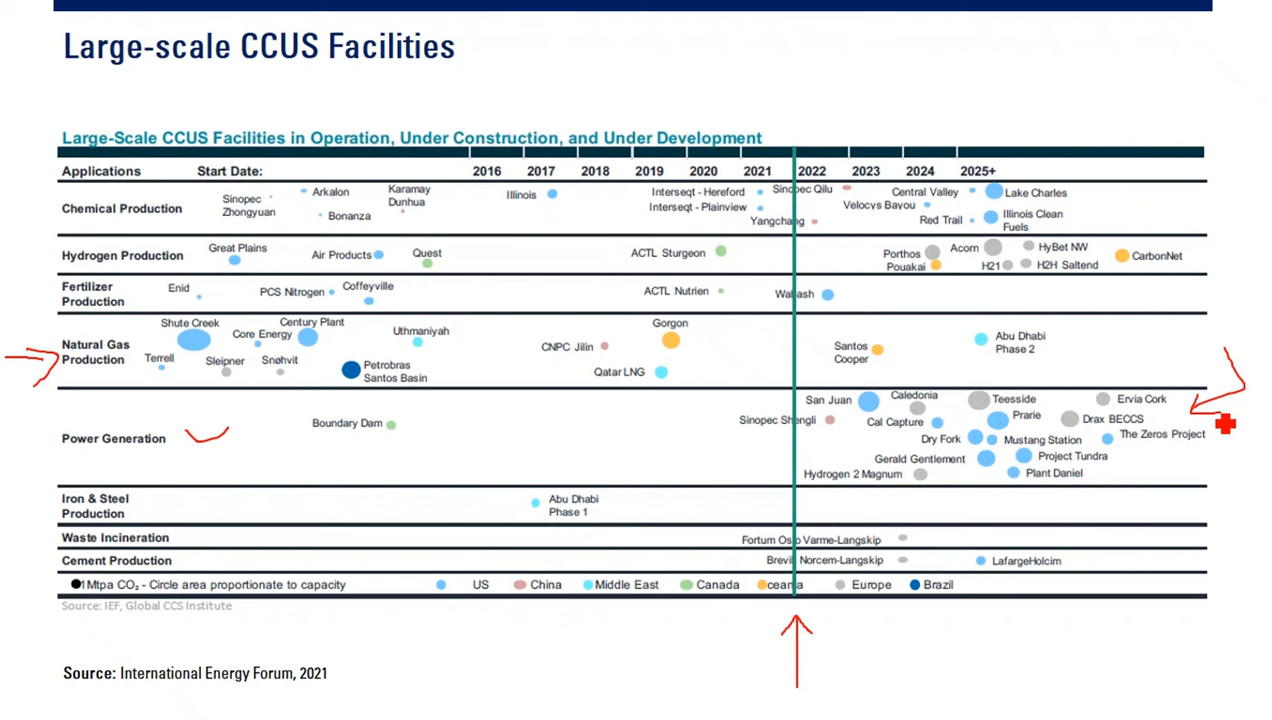 Large-scale CCUS Facilities
Large-Scale CCUS Facilities in Operation, Under Construction, and Under Development
Applications Start Date: 2016 2017 2018 2019 2020 2021 2022 2023 2024 2025+
Chemical Production
Sinopec Zhongyuan
Arkalon
Bonanza
Karamay Dunhua
Illinois
Interseqt - Hereford
Interseqt - Plainview
Yangchang
Sinopec Qilu
Velocys Bayou
Central Valley
Red Trail
Lake Charles
Illinois Clean Fuels
Hydrogen Production
Great Plains
Air Products
Quest
ACTL Sturgeon
Porthos
Pouakai
Acorn
H21
HyBet NW
H2H Saltend
CarbonNet
Fertilizer Production
Enid
PCS Nitrogen
Coffeyville
ACTL Nutrien
Wabash
Natural Gas Production
Shute Creek
Terrell
Core Energy
Sleipner
Snøhvit
Century Plant
Petrobras Santos Basin
Uthmaniyah
CNPC Jilin
Gorgon
Qatar LNG
Santos Cooper
Abu Dhabi Phase 2
Power Generation
Boundary Dam
Sinopec Shengli
San Juan
Caledonia
Cal Capture
Dry Fork
Gerald Gentlement
Hydrogen 2 Magnum
Teesside
Prarie
Mustang Station
Project Tundra
Plant Daniel
Ervia Cork
Drax BECCS
The Zeros Project
Iron & Steel Production
Abu Dhabi Phase 1
Waste Incineration
Fortum Oslo Varme-Langskip
Cement Production
Brevik Norcem-Langskip
LafargeHolcim
1Mtpa CO₂ - Circle area proportionate to capacity US China Middle East Canada Oceania Europe Brazil
Source: IEF, Global CCS Institute
Source: International Energy Forum, 2021